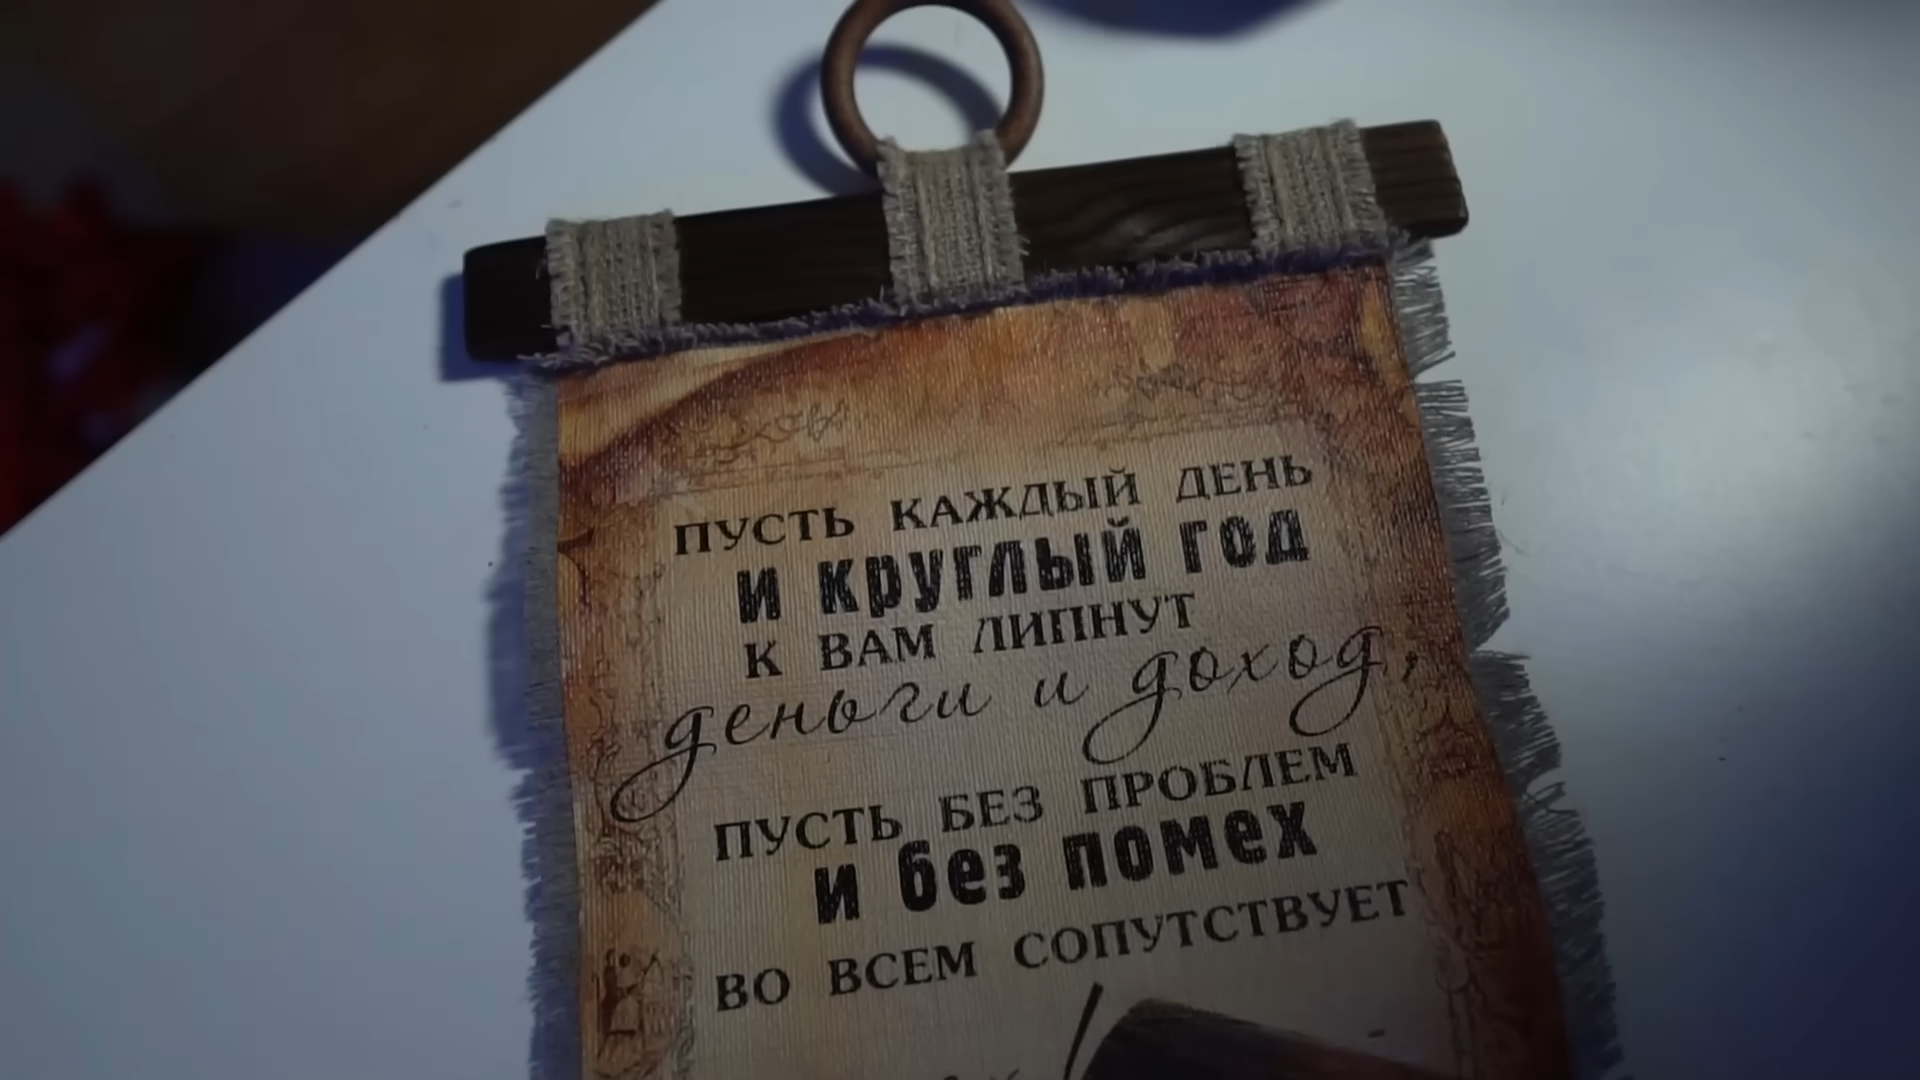 ПУСТЬ КАЖДЫЙ ДЕНЬ
И КРУГЛЫЙ ГОД
К ВАМ ЛИПНУТ
деньги и доход,
ПУСТЬ БЕЗ ПРОБЛЕМ
И без помех
ВО ВСЕМ СОПУТСТВУЕТ